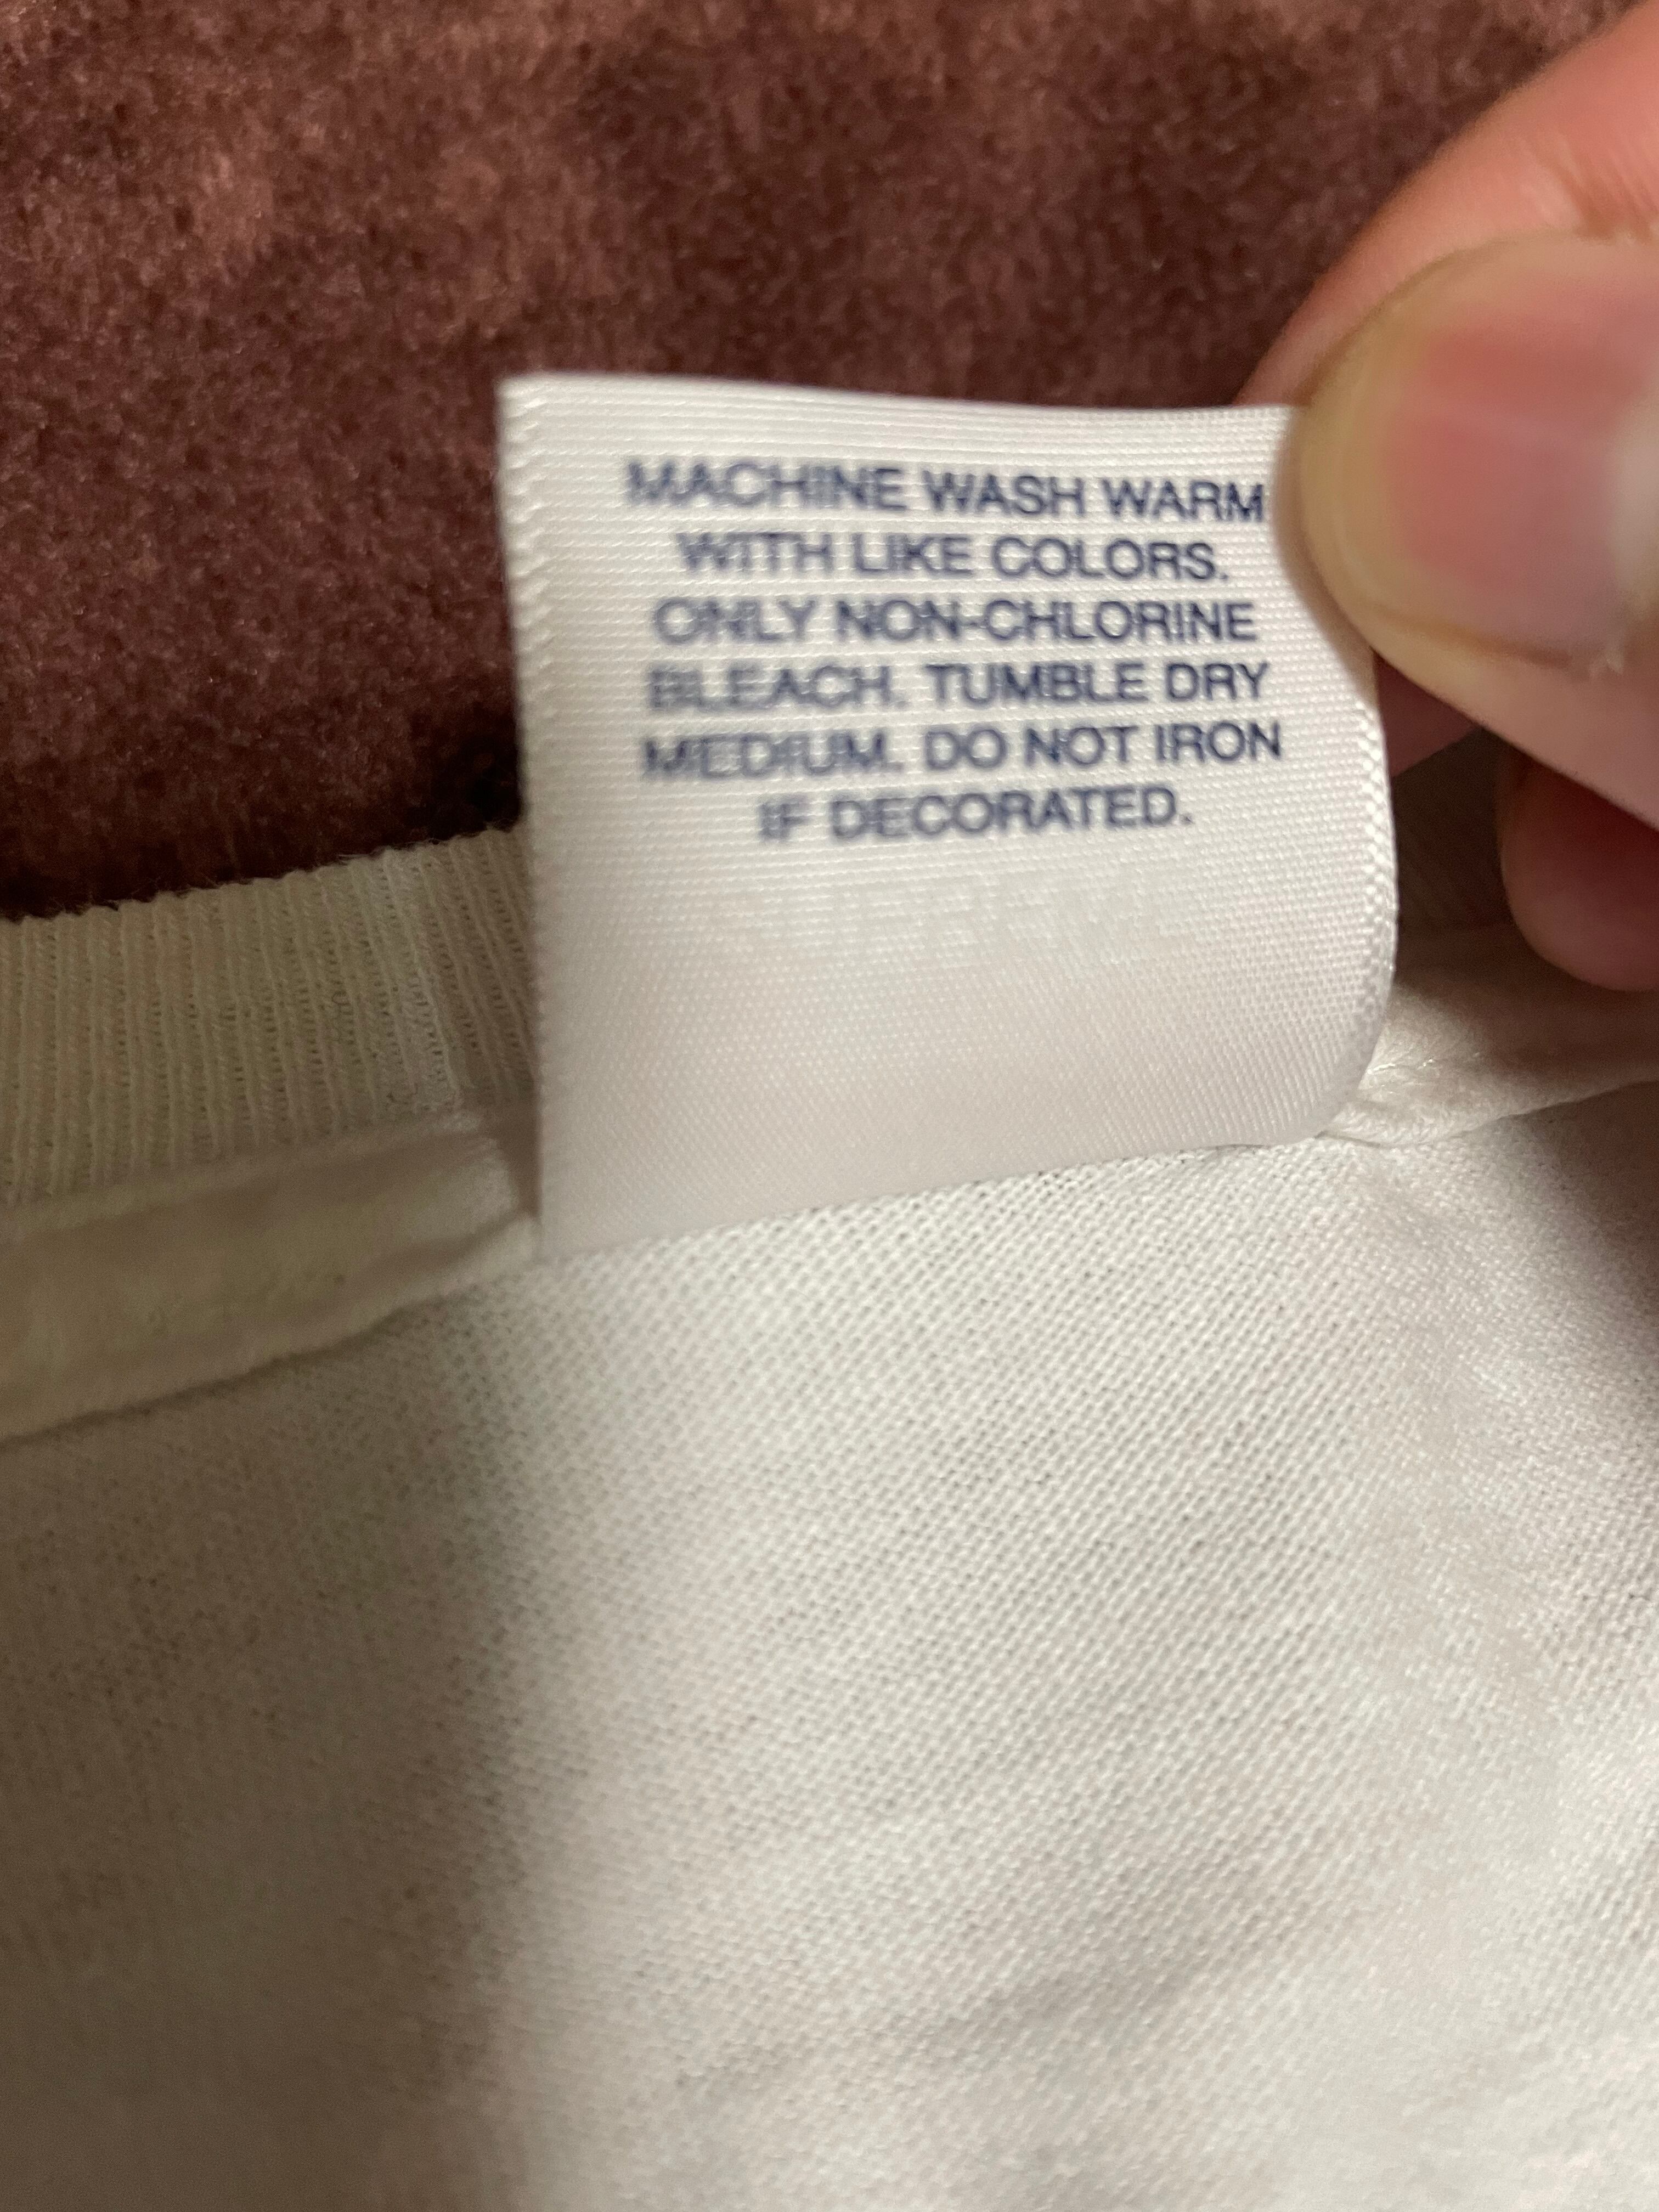 MACHINE WASH WARM
WITH LIKE COLORS.
ONLY NON-CHLORINE
BLEACH. TUMBLE DRY
MEDIUM. DO NOT IRON
IF DECORATED.